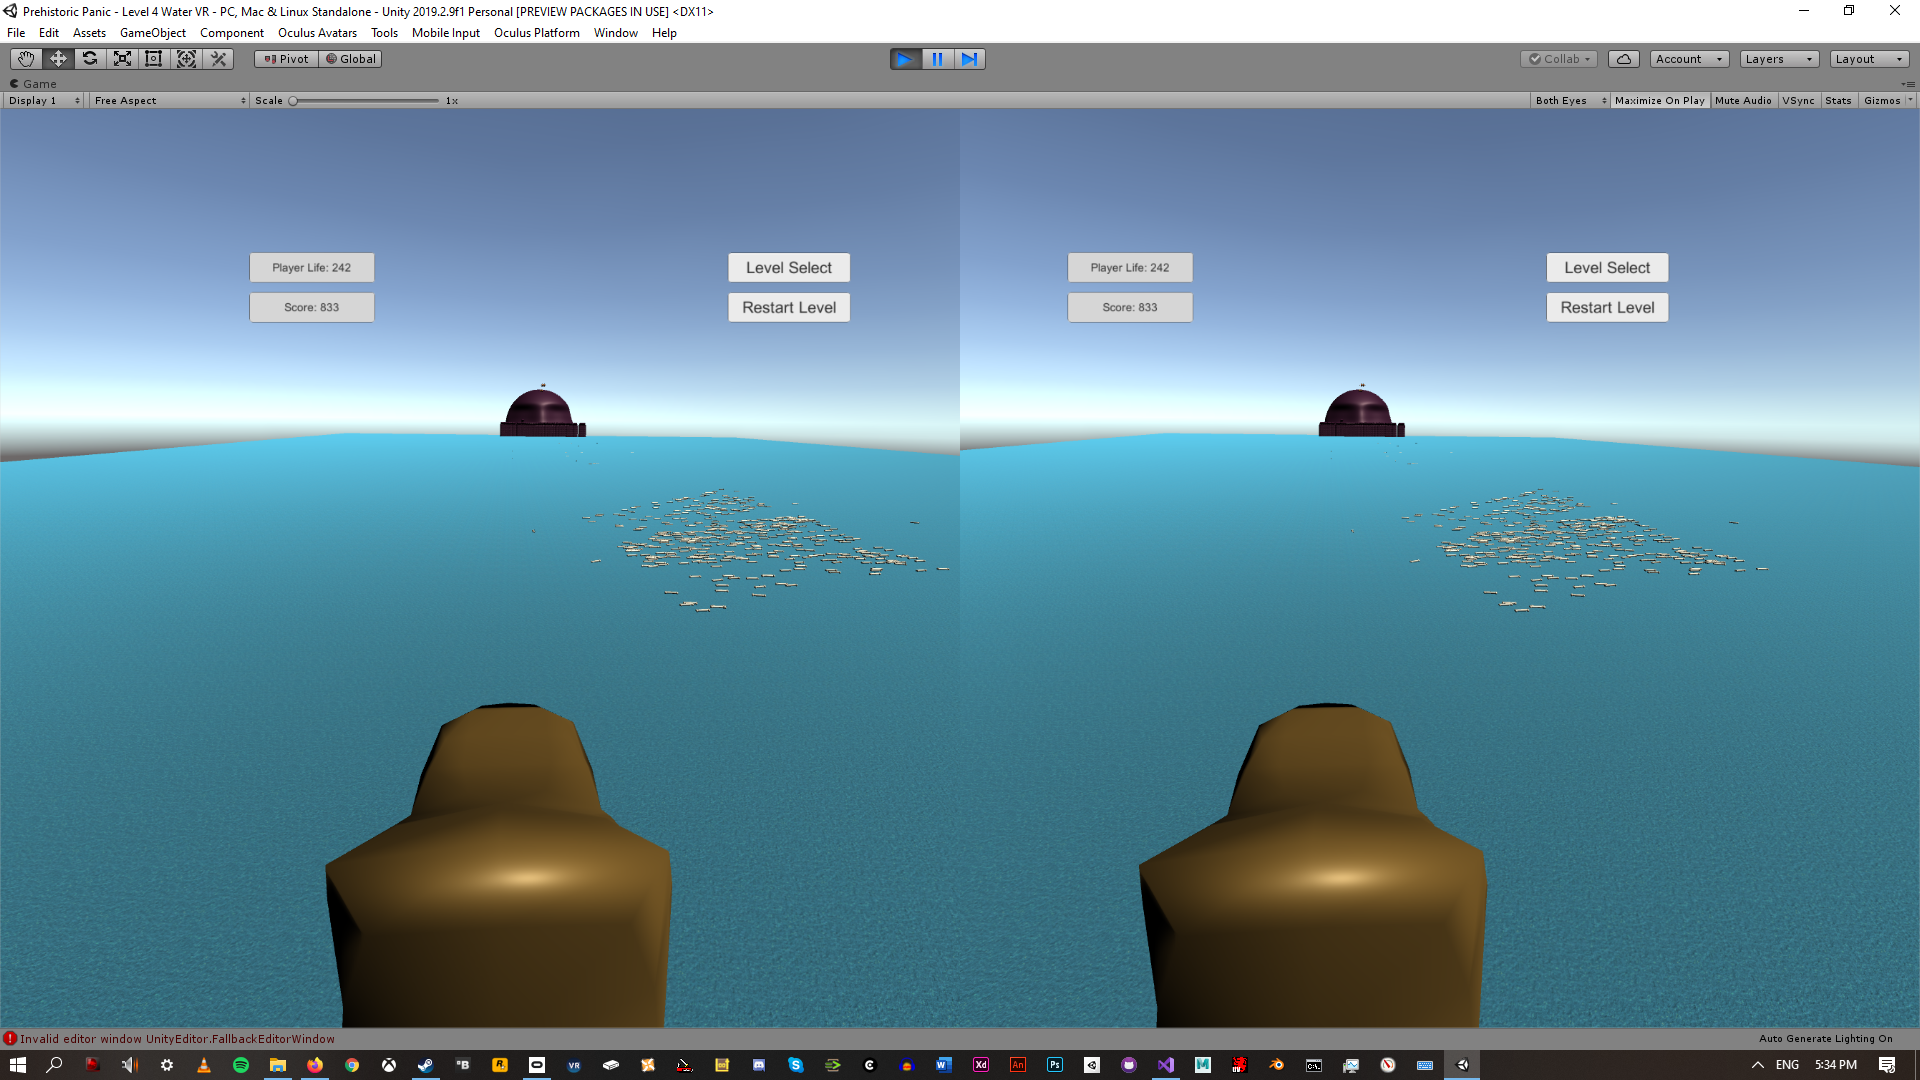 Prehistoric Panic - Level 4 Water VR - PC, Mac & Linux Standalone - Unity 2019.2.9f1 Personal [PREVIEW PACKAGES IN USE] <DX11>
File Edit Assets GameObject Component Oculus Avatars Tools Mobile Input Oculus Platform Window Help
Pivot Global Collab Account Layers Layout
Game
Display 1 Free Aspect Scale 1x Both Eyes Maximize On Play Mute Audio VSync Stats Gizmos
Player Life: 242 Level Select Player Life: 242 Level Select
Score: 833 Restart Level Score: 833 Restart Level
Invalid editor window UnityEditor.FallbackEditorWindow Auto Generate Lighting On
VR W Xd An Ps M ENG 5:34 PM